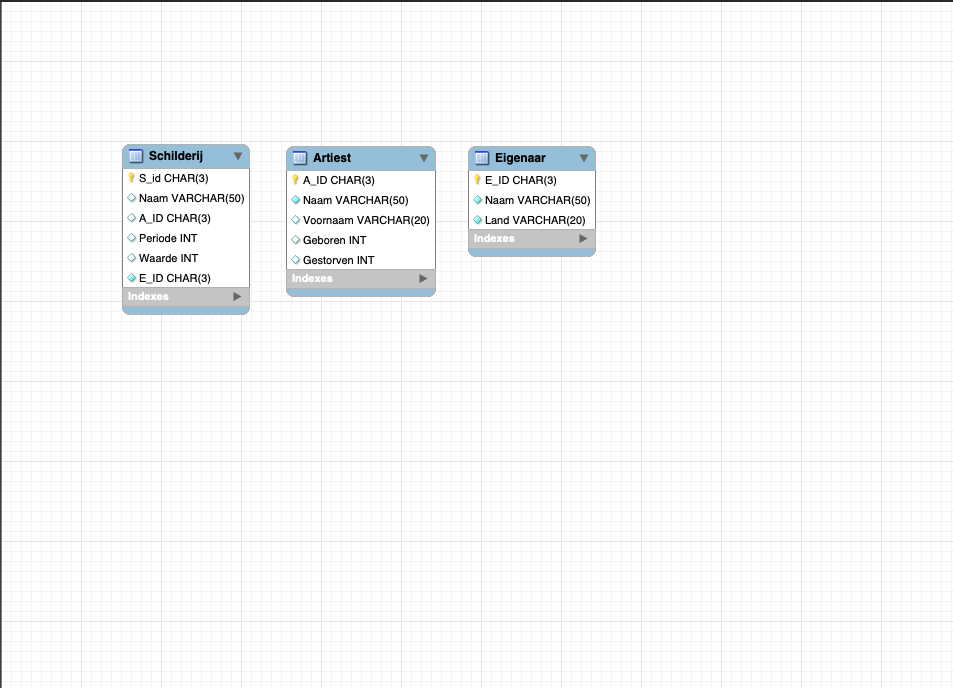 Schilderij
S_id CHAR(3)
Naam VARCHAR(50)
A_ID CHAR(3)
Periode INT
Waarde INT
E_ID CHAR(3)
Indexes
Artiest
A_ID CHAR(3)
Naam VARCHAR(50)
Voornaam VARCHAR(20)
Geboren INT
Gestorven INT
Indexes
Eigenaar
E_ID CHAR(3)
Naam VARCHAR(50)
Land VARCHAR(20)
Indexes